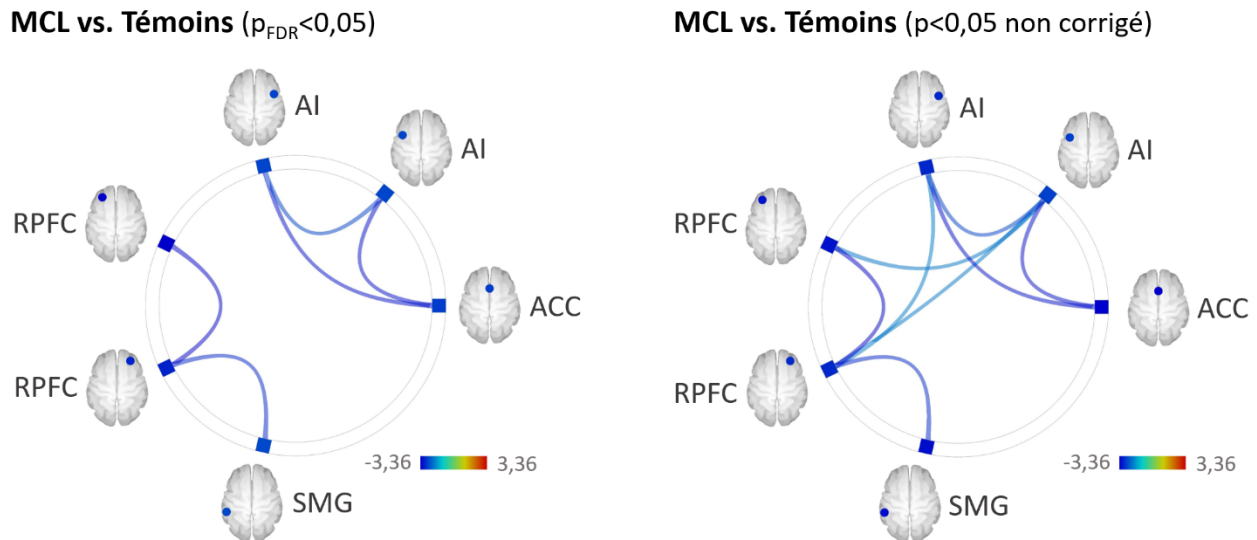 MCL vs. Témoins (pFDR<0,05)
AI
AI
RPFC
ACC
RPFC
-3,36 3,36
SMG
MCL vs. Témoins (p<0,05 non corrigé)
AI
AI
RPFC
ACC
RPFC
-3,36 3,36
SMG